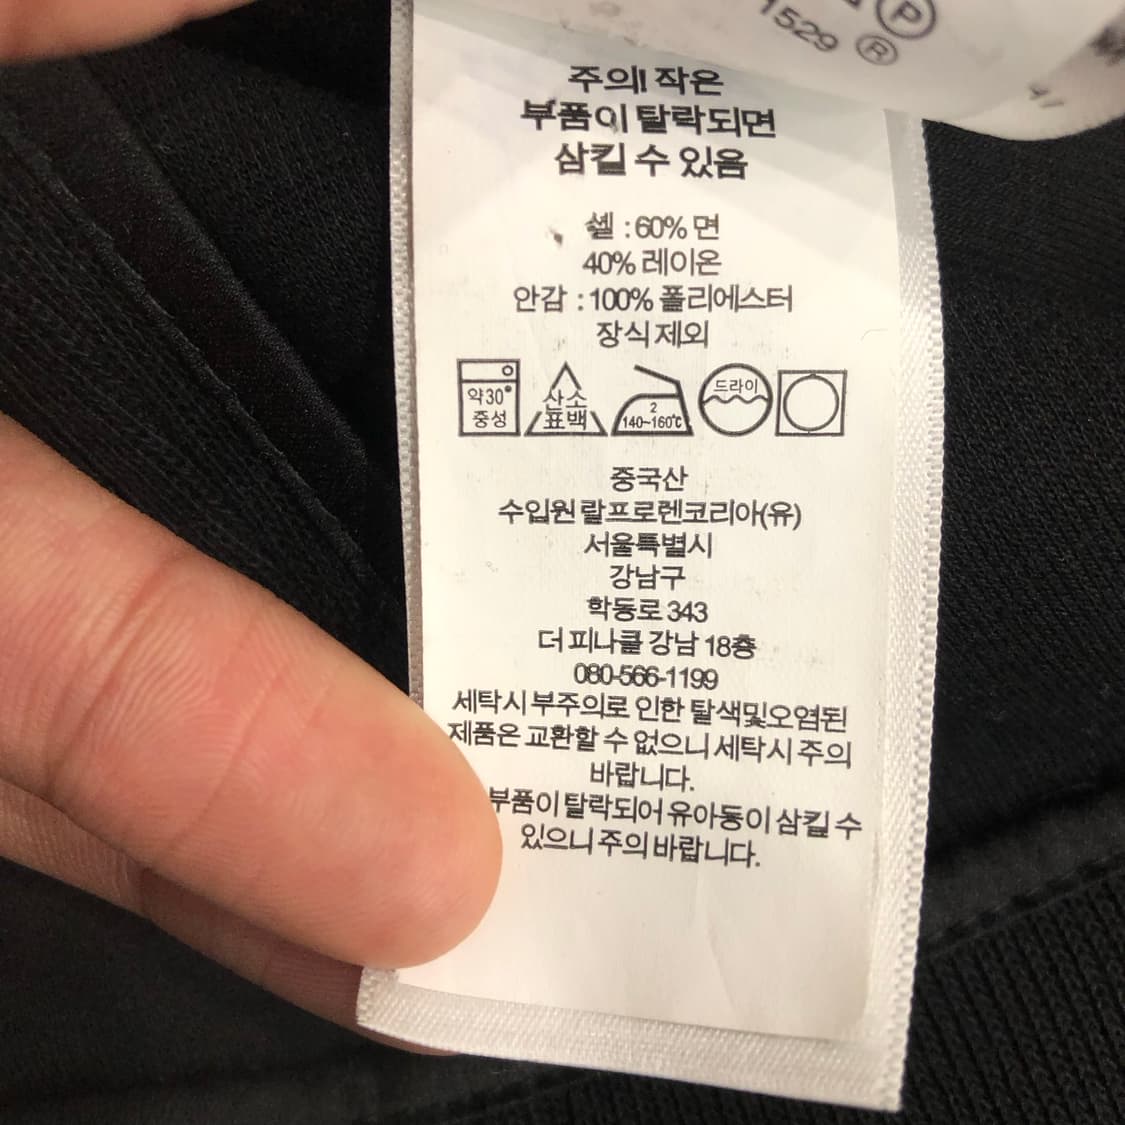 P
1529 ®
주의! 작은
부품이 탈락되면
삼킬 수 있음
셸 : 60% 면
40% 레이온
안감 : 100% 폴리에스터
장식 제외
약30°
중성
산소
표백
2
140~160℃
드라이
중국산
수입원 랄프로렌코리아(유)
서울특별시
강남구
학동로 343
더 피나클 강남 18층
080-566-1199
세탁시 부주의로 인한 탈색및오염된
제품은 교환할 수 없으니 세탁시 주의
바랍니다.
부품이 탈락되어 유아동이 삼킬 수
있으니 주의 바랍니다.